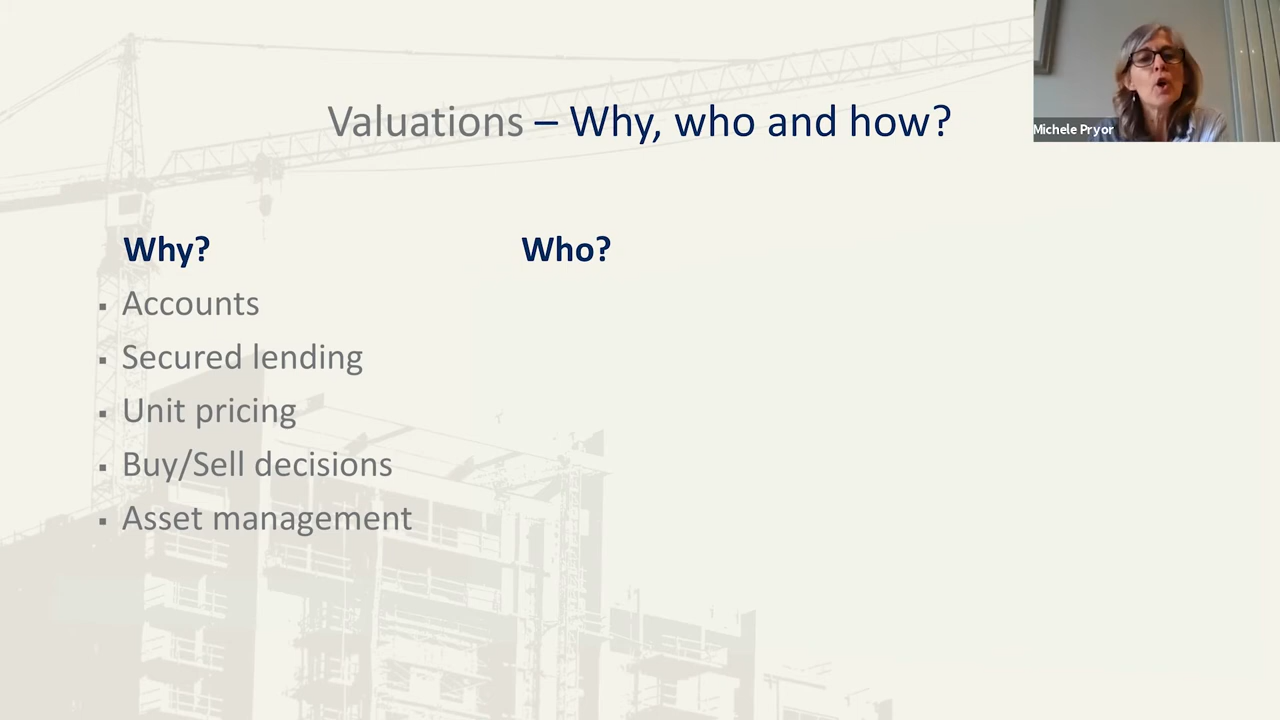 Valuations – Why, who and how?
Michele Pryor
Why?
Who?
▪ Accounts
▪ Secured lending
▪ Unit pricing
▪ Buy/Sell decisions
▪ Asset management